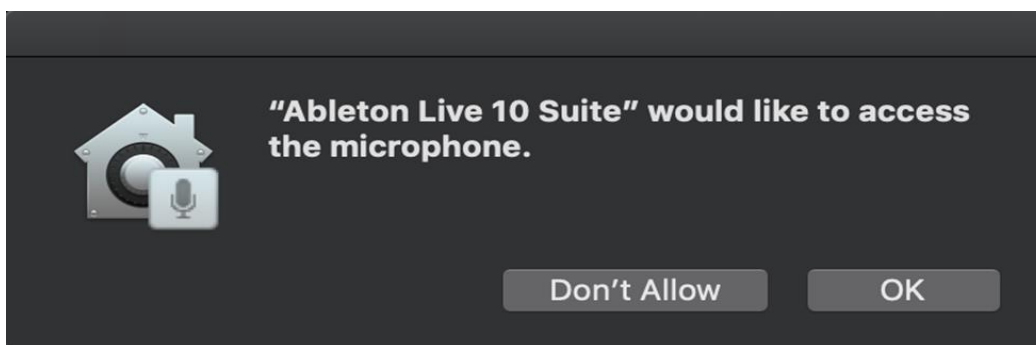 “Ableton Live 10 Suite” would like to access
the microphone.
Don’t Allow
OK